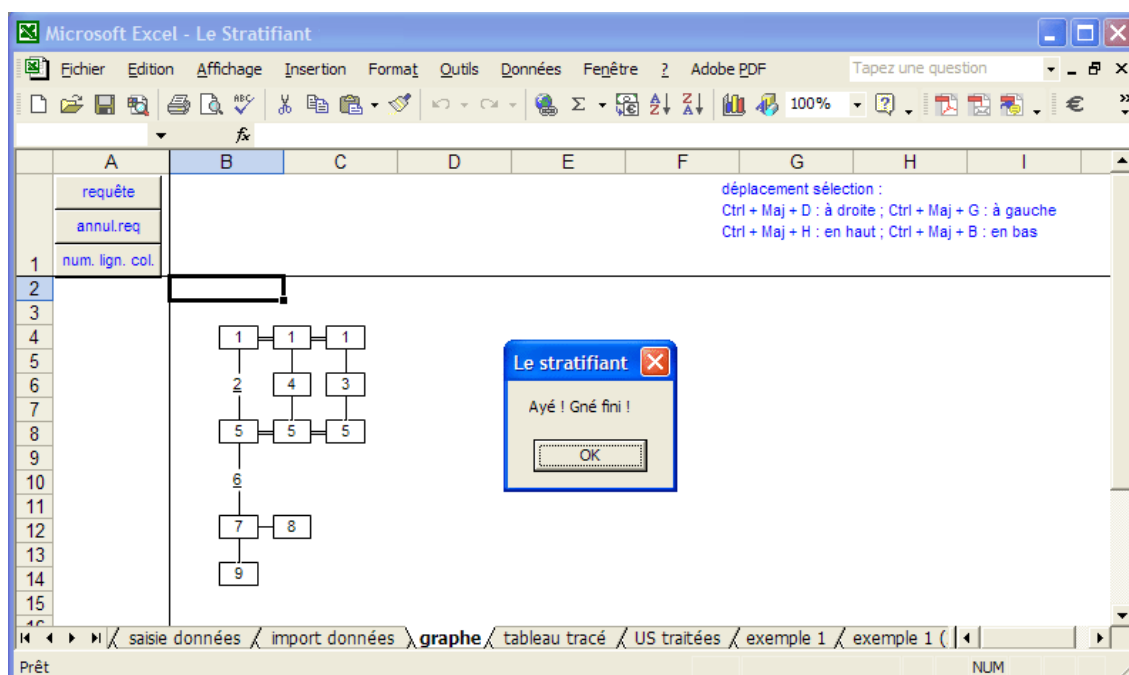 Microsoft Excel - Le Stratifiant
Fichier Edition Affichage Insertion Format Outils Données Fenêtre ? Adobe PDF Tapez une question
ABC Σ A Z Z A 100% ? €
fx
A B C D E F G H I
requête
annul.req
num. lign. col.
déplacement sélection :
Ctrl + Maj + D : à droite ; Ctrl + Maj + G : à gauche
Ctrl + Maj + H : en haut ; Ctrl + Maj + B : en bas
1
2
3
4 1 1 1
5
6 2 4 3
7
8 5 5 5
9
10 6
11
12 7 8
13
14 9
15
16
Le stratifiant
Ayé ! Gné fini !
OK
saisie données import données graphe tableau tracé US traitées exemple 1 exemple 1 (
Prêt NUM